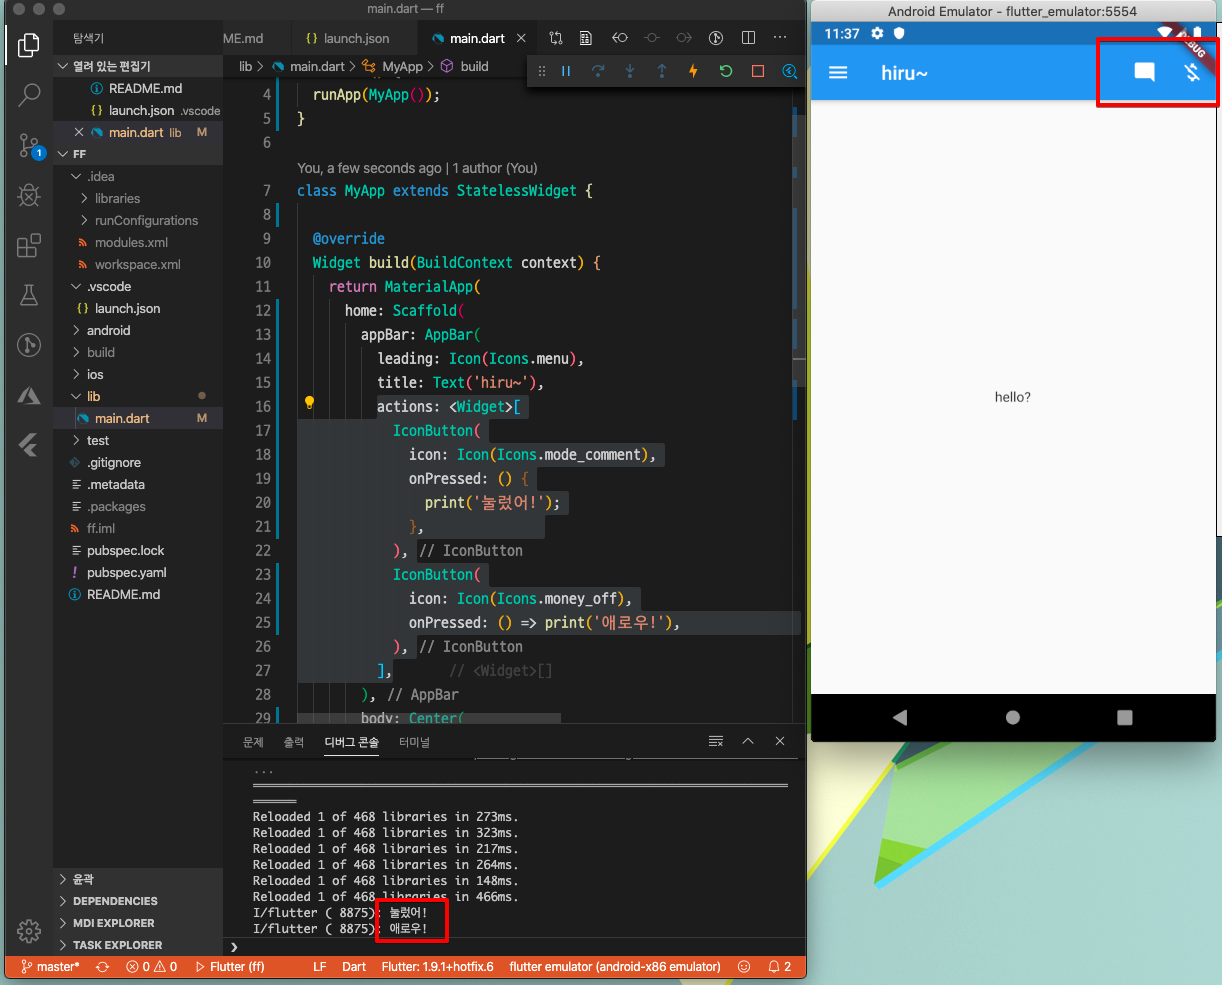 main.dart — ff
Android Emulator - flutter_emulator:5554
탐색기
ME.md
launch.json
main.dart
열려 있는 편집기
README.md
launch.json .vscode
main.dart lib M
FF
.idea
libraries
runConfigurations
modules.xml
workspace.xml
.vscode
launch.json
android
build
ios
lib
main.dart M
test
.gitignore
.metadata
.packages
ff.iml
pubspec.lock
pubspec.yaml
README.md
윤곽
DEPENDENCIES
MDI EXPLORER
TASK EXPLORER
1
lib > main.dart > MyApp > build
4 runApp(MyApp());
5 }
6
You, a few seconds ago | 1 author (You)
7 class MyApp extends StatelessWidget {
8
9 @override
10 Widget build(BuildContext context) {
11 return MaterialApp(
12 home: Scaffold(
13 appBar: AppBar(
14 leading: Icon(Icons.menu),
15 title: Text('hiru~'),
16 actions: <Widget>[
17 IconButton(
18 icon: Icon(Icons.mode_comment),
19 onPressed: () {
20 print('눌렀어!');
21 },
22 ), // IconButton
23 IconButton(
24 icon: Icon(Icons.money_off),
25 onPressed: () => print('애로우!'),
26 ), // IconButton
27 ], // <Widget>[]
28 ), // AppBar
29 body: Center(
문제 출력 디버그 콘솔 터미널
...
Reloaded 1 of 468 libraries in 273ms.
Reloaded 1 of 468 libraries in 323ms.
Reloaded 1 of 468 libraries in 217ms.
Reloaded 1 of 468 libraries in 264ms.
Reloaded 1 of 468 libraries in 148ms.
Reloaded 1 of 468 libraries in 466ms.
I/flutter ( 8875): 눌렀어!
I/flutter ( 8875): 애로우!
master* 0 0 Flutter (ff) LF Dart Flutter: 1.9.1+hotfix.6 flutter emulator (android-x86 emulator) 2
11:37
DEBUG
hiru~
hello?